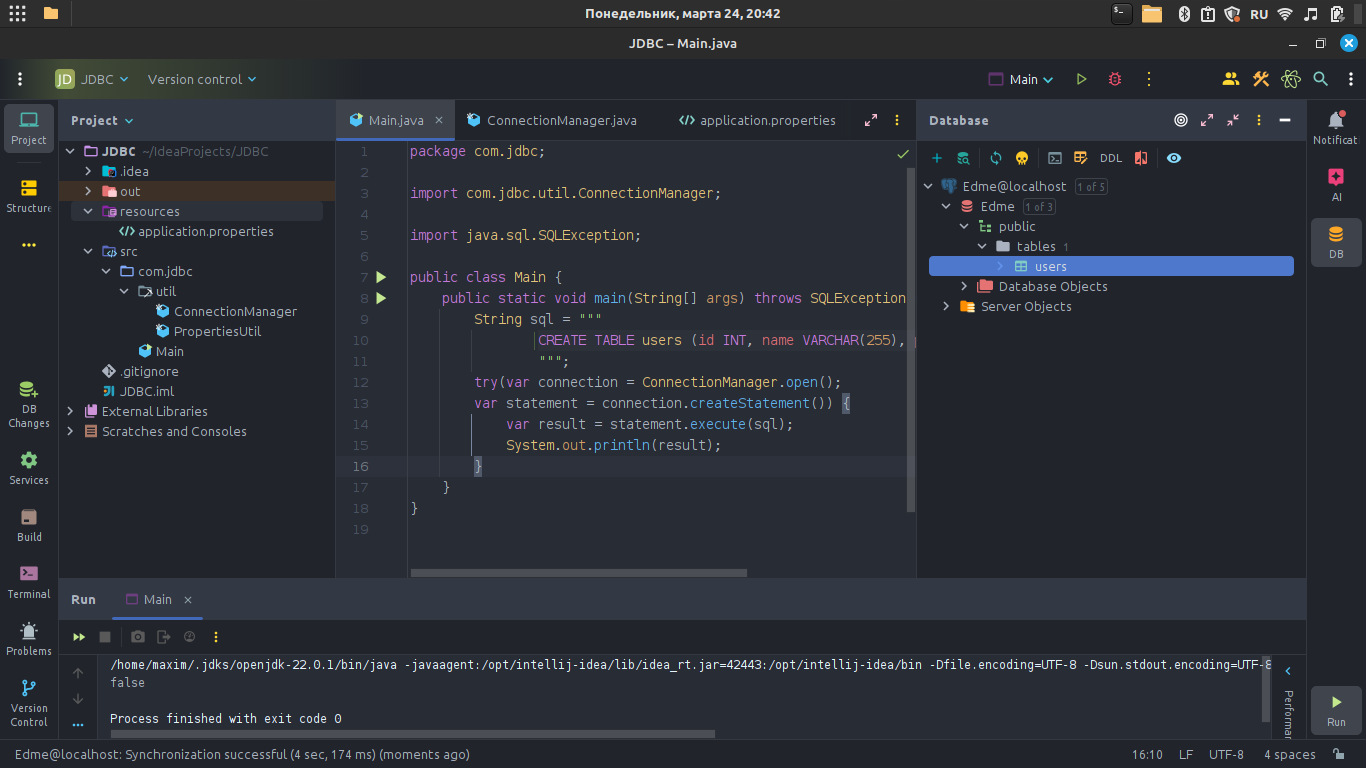 Понедельник, марта 24, 20:42
RU
JDBC – Main.java
JD JDBC
Version control
Main
Project
Structure
DB Changes
Services
Build
Terminal
Problems
Version Control
Project
JDBC ~/IdeaProjects/JDBC
.idea
out
resources
application.properties
src
com.jdbc
util
ConnectionManager
PropertiesUtil
Main
.gitignore
JDBC.iml
External Libraries
Scratches and Consoles
Main.java
ConnectionManager.java
application.properties
1 package com.jdbc;
2
3 import com.jdbc.util.ConnectionManager;
4
5 import java.sql.SQLException;
6
7 public class Main {
8 public static void main(String[] args) throws SQLException
9 String sql = """
10 CREATE TABLE users (id INT, name VARCHAR(255),
11 """;
12 try(var connection = ConnectionManager.open();
13 var statement = connection.createStatement()) {
14 var result = statement.execute(sql);
15 System.out.println(result);
16 }
17 }
18 }
19
Database
DDL
Edme@localhost 1 of 5
Edme 1 of 3
public
tables 1
users
Database Objects
Server Objects
Notificat
AI
DB
Run
Run
Main
/home/maxim/.jdks/openjdk-22.0.1/bin/java -javaagent:/opt/intellij-idea/lib/idea_rt.jar=42443:/opt/intellij-idea/bin -Dfile.encoding=UTF-8 -Dsun.stdout.encoding=UTF-8
false
Process finished with exit code 0
Performan
Edme@localhost: Synchronization successful (4 sec, 174 ms) (moments ago)
16:10 LF UTF-8 4 spaces